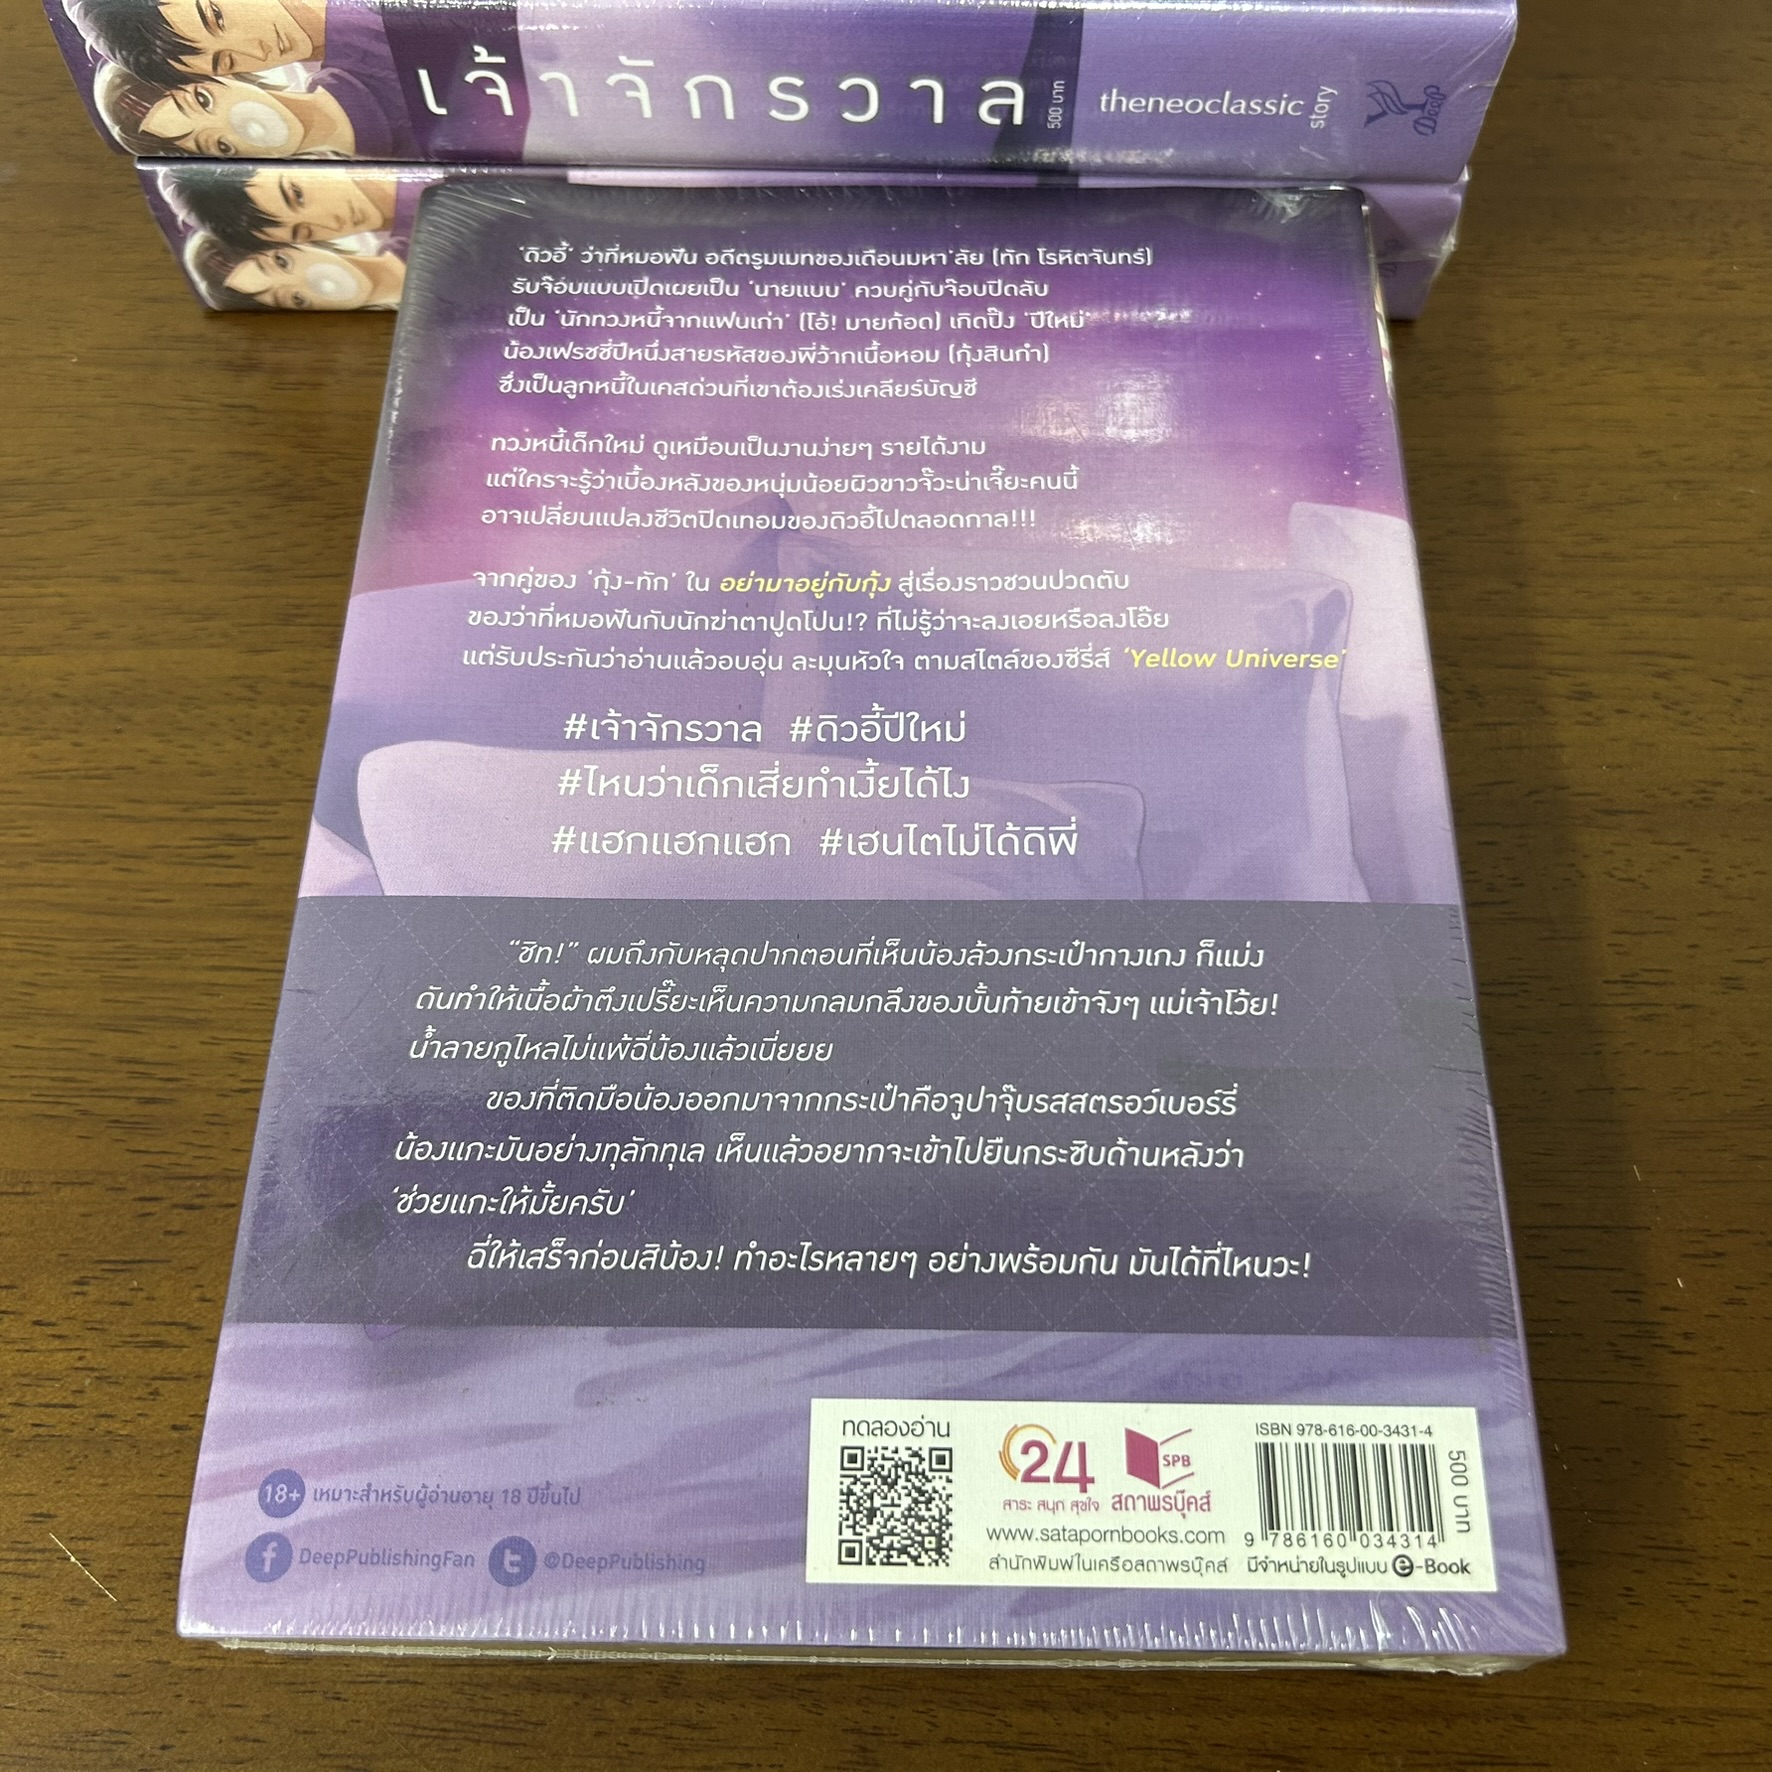 เจ้าจักรวาล
500 บาท
theneoclassic
story
Deep
'ดิวอี้' ว่าที่หมอฟัน อดีตรูมเมทของเดือนมหา'ลัย (ทัก โรหิตจันทร์)
รับจ๊อบแบบเปิดเผยเป็น 'นายแบบ' ควบคู่กับจ๊อบปิดลับ
เป็น 'นักทวงหนี้จากแฟนเก่า' (โอ้! มายก้อด) เกิดปิ๊ง 'ปีใหม่'
น้องเฟรชชี่ปีหนึ่งสายรหัสของพี่ว้ากเนื้อหอม (กุ้งสินกำ)
ซึ่งเป็นลูกหนี้ในเคสด่วนที่เขาต้องเร่งเคลียร์บัญชี
ทวงหนี้เด็กใหม่ ดูเหมือนเป็นงานง่ายๆ รายได้งาม
แต่ใครจะรู้ว่าเบื้องหลังของหนุ่มน้อยผิวขาวจั๊วะน่าเจี๊ยะคนนี้
อาจเปลี่ยนแปลงชีวิตปิดเทอมของดิวอี้ไปตลอดกาล!!!
จากคู่ของ 'กุ้ง-ทัก' ใน อย่ามาอยู่กับกุ้ง สู่เรื่องราวชวนปวดตับ
ของว่าที่หมอฟันกับนักฆ่าตาปูดโปน!? ที่ไม่รู้ว่าจะลงเอยหรือลงโอ๊ย
แต่รับประกันว่าอ่านแล้วอบอุ่น ละมุนหัวใจ ตามสไตล์ของซีรี่ส์ 'Yellow Universe'
#เจ้าจักรวาล #ดิวอี้ปีใหม่
#ไหนว่าเด็กเสี่ยทำเงี้ยได้ไง
#แฮกแฮกแฮก #เฮนไตไม่ได้ดิพี่
"ชิท!" ผมถึงกับหลุดปากตอนที่เห็นน้องล้วงกระเป๋ากางเกง ก็แม่ง
ดันทำให้เนื้อผ้าตึงเปรี๊ยะเห็นความกลมกลึงของบั้นท้ายเข้าจังๆ แม่เจ้าโว้ย!
น้ำลายกูไหลไม่แพ้ฉี่น้องแล้วเนี่ยยย
ของที่ติดมือน้องออกมาจากกระเป๋าคือจูปาจุ๊บรสสตรอว์เบอร์รี่
น้องแกะมันอย่างทุลักทุเล เห็นแล้วอยากจะเข้าไปยืนกระซิบด้านหลังว่า
'ช่วยแกะให้มั้ยครับ'
ฉี่ให้เสร็จก่อนสิน้อง! ทำอะไรหลายๆ อย่างพร้อมกัน มันได้ที่ไหนวะ!
18+ เหมาะสำหรับผู้อ่านอายุ 18 ปีขึ้นไป
DeepPublishingFan @DeepPublishing
ทดลองอ่าน
24
สาระ สนุก สุขใจ
SPB
สถาพรบุ๊คส์
www.satapornbooks.com
สำนักพิมพ์ในเครือสถาพรบุ๊คส์
ISBN 978-616-00-3431-4
9 786160 034314
500 บาท
มีจำหน่ายในรูปแบบ e-Book